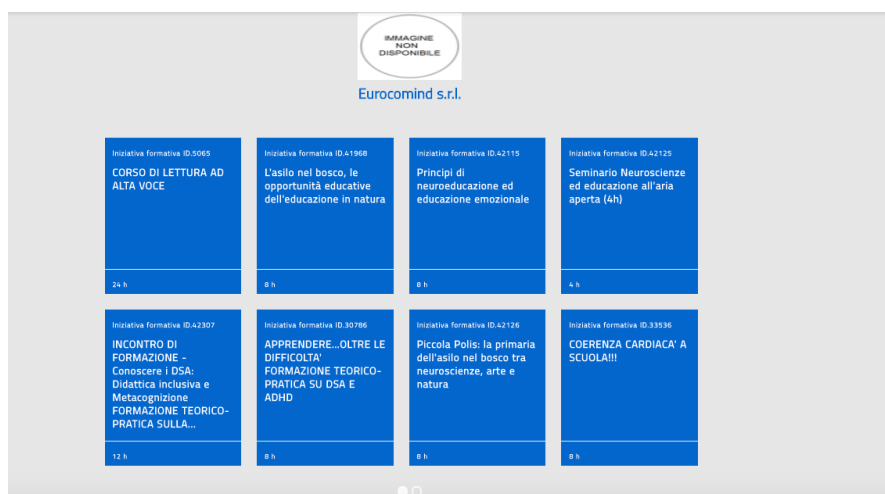 IMMAGINE
NON
DISPONIBILE
Eurocomind s.r.l.
Iniziativa formativa ID.5065
CORSO DI LETTURA AD
ALTA VOCE
24 h
Iniziativa formativa ID.41968
L'asilo nel bosco, le
opportunità educative
dell'educazione in natura
8 h
Iniziativa formativa ID.42115
Principi di
neuroeducazione ed
educazione emozionale
8 h
Iniziativa formativa ID.42125
Seminario Neuroscienze
ed educazione all'aria
aperta (4h)
4 h
Iniziativa formativa ID.42307
INCONTRO DI
FORMAZIONE -
Conoscere i DSA:
Didattica inclusiva e
Metacognizione
FORMAZIONE TEORICO-
PRATICA SULLA...
12 h
Iniziativa formativa ID.30786
APPRENDERE...OLTRE LE
DIFFICOLTA'
FORMAZIONE TEORICO-
PRATICA SU DSA E
ADHD
8 h
Iniziativa formativa ID.42126
Piccola Polis: la primaria
dell'asilo nel bosco tra
neuroscienze, arte e
natura
8 h
Iniziativa formativa ID.33536
COERENZA CARDIACA' A
SCUOLA!!!
8 h